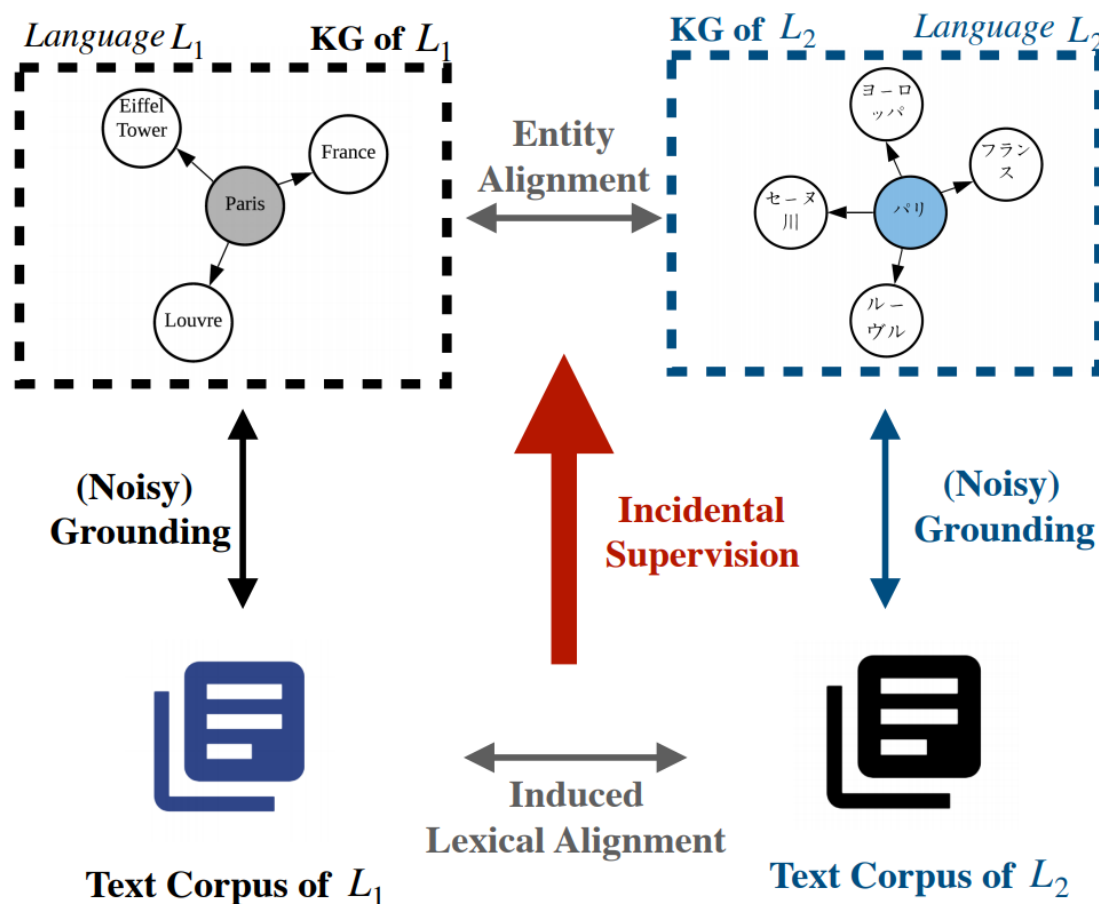 Language L₁
KG of L₁
Eiffel
Tower
France
Paris
Louvre
Entity
Alignment
KG of L₂
Language L₂
ヨーロ
ッパ
フラン
ス
セーヌ
川
パリ
ルー
ヴル
(Noisy)
Grounding
Incidental
Supervision
(Noisy)
Grounding
Induced
Lexical Alignment
Text Corpus of L₁
Text Corpus of L₂